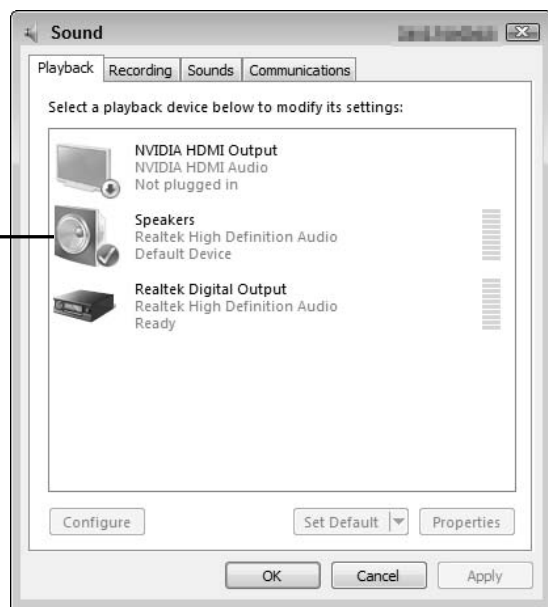 Sound
Playback Recording Sounds Communications
Select a playback device below to modify its settings:
NVIDIA HDMI Output
NVIDIA HDMI Audio
Not plugged in
Speakers
Realtek High Definition Audio
Default Device
Realtek Digital Output
Realtek High Definition Audio
Ready
Configure Set Default Properties
OK Cancel Apply